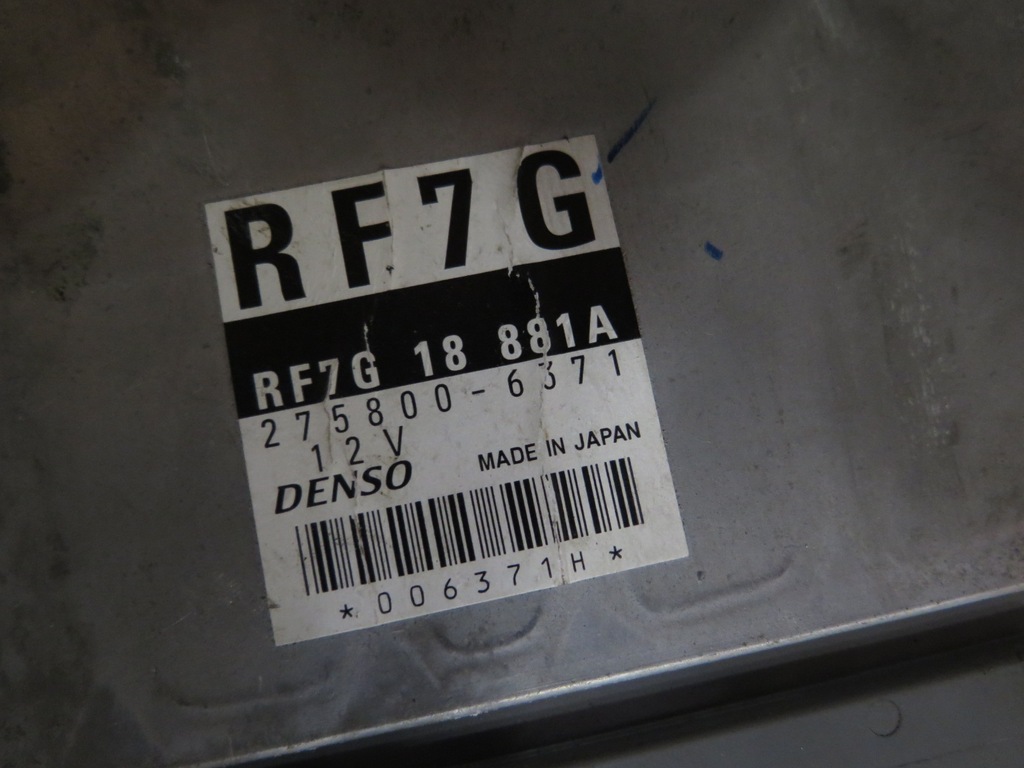 RF7G
RF7G 18 881A
275800-6371
12V
DENSO MADE IN JAPAN
*006371H*